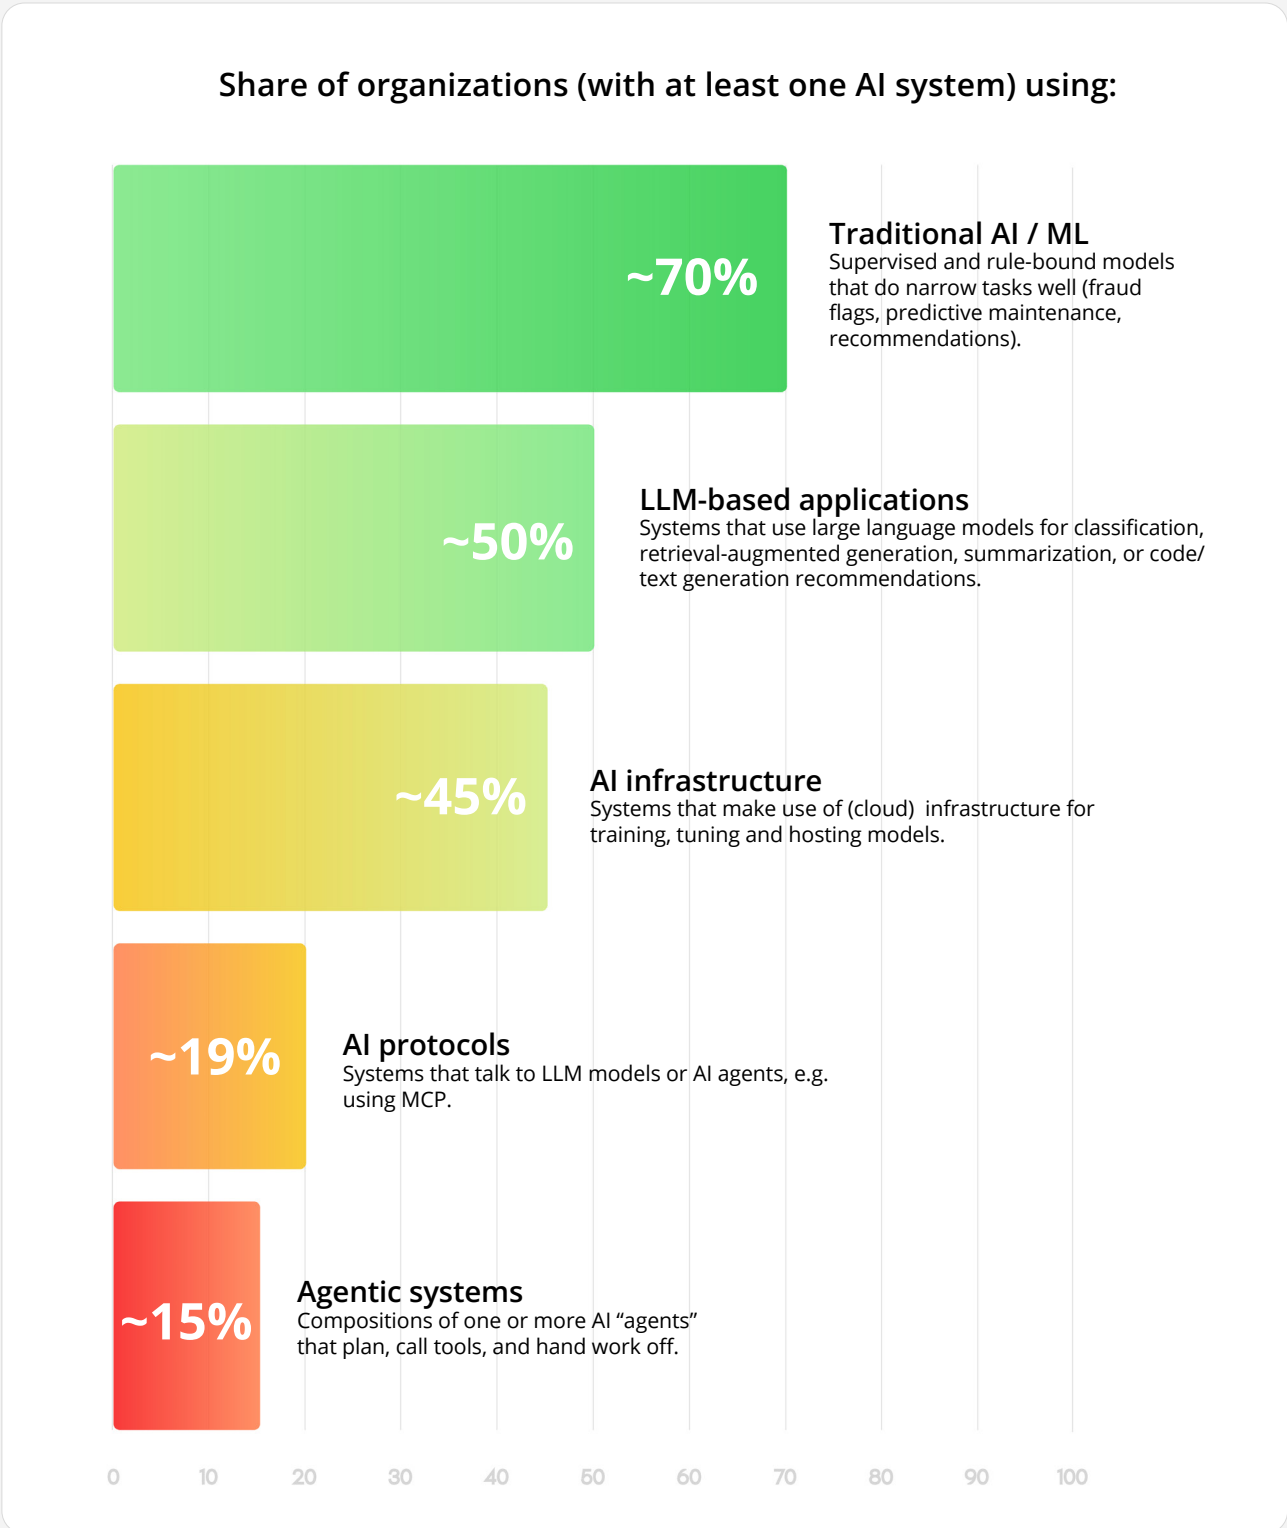 Share of organizations (with at least one AI system) using:
~70%
Traditional AI / ML
Supervised and rule-bound models
that do narrow tasks well (fraud
flags, predictive maintenance,
recommendations).
~50%
LLM-based applications
Systems that use large language models for classification,
retrieval-augmented generation, summarization, or code/
text generation recommendations.
~45%
AI infrastructure
Systems that make use of (cloud)  infrastructure for
training, tuning and hosting models.
~19%
AI protocols
Systems that talk to LLM models or AI agents, e.g.
using MCP.
~15%
Agentic systems
Compositions of one or more AI “agents”
that plan, call tools, and hand work off.
0 10 20 30 40 50 60 70 80 90 100